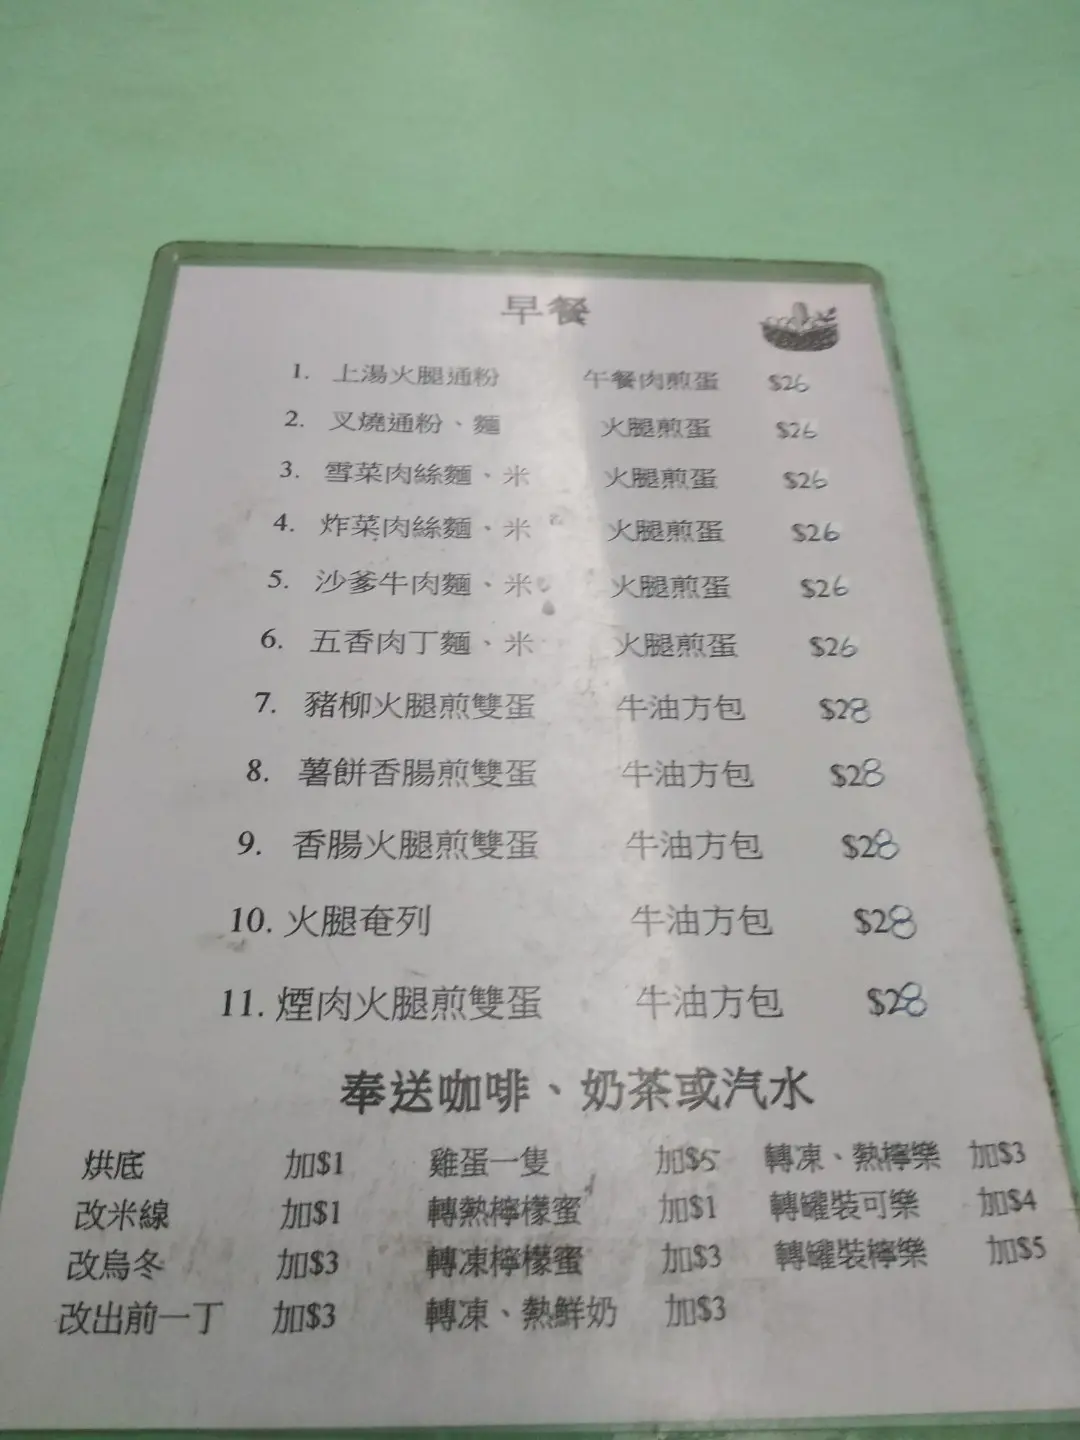 早餐
1. 上湯火腿通粉 午餐肉煎蛋 $26
2. 叉燒通粉、麵 火腿煎蛋 $26
3. 雪菜肉絲麵、米 火腿煎蛋 $26
4. 炸菜肉絲麵、米 火腿煎蛋 $26
5. 沙爹牛肉麵、米 火腿煎蛋 $26
6. 五香肉丁麵、米 火腿煎蛋 $26
7. 豬柳火腿煎雙蛋 牛油方包 $28
8. 薯餅香腸煎雙蛋 牛油方包 $28
9. 香腸火腿煎雙蛋 牛油方包 $28
10. 火腿奄列 牛油方包 $28
11. 煙肉火腿煎雙蛋 牛油方包 $28
奉送咖啡、奶茶或汽水
烘底 加$1 雞蛋一隻 加$5 轉凍、熱檸樂 加$3
改米線 加$1 轉熱檸檬蜜 加$1 轉罐裝可樂 加$4
改烏冬 加$3 轉凍檸檬蜜 加$3 轉罐裝檸樂 加$5
改出前一丁 加$3 轉凍、熱鮮奶 加$3